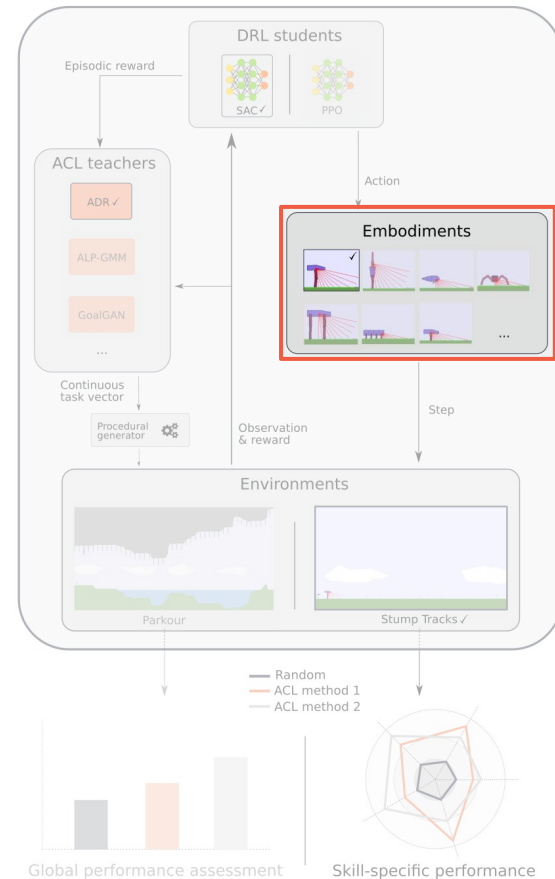 DRL students
SAC ✓
PPO
Episodic reward
ACL teachers
ADR ✓
ALP-GMM
GoalGAN
...
Action
Embodiments
✓
...
Continuous
task vector
Procedural
generator
Observation
& reward
Step
Environments
Parkour
Stump Tracks ✓
Random
ACL method 1
ACL method 2
Global performance assessment
Skill-specific performance